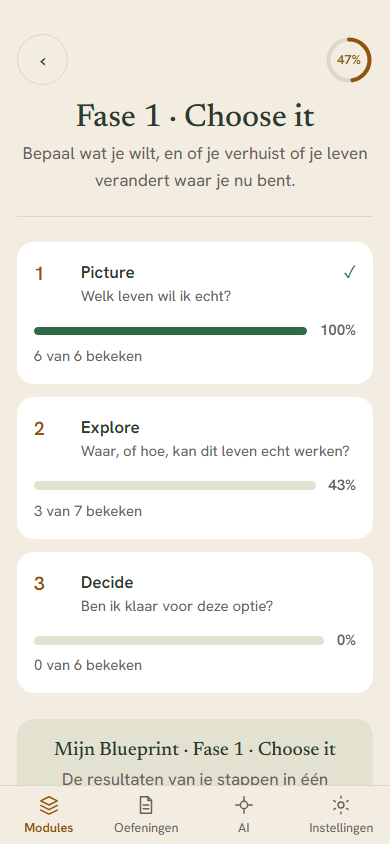 47%
Fase 1 · Choose it
Bepaal wat je wilt, en of je verhuist of je leven
verandert waar je nu bent.
1 Picture ✓
Welk leven wil ik echt?
100%
6 van 6 bekeken
2 Explore
Waar, of hoe, kan dit leven echt werken?
43%
3 van 7 bekeken
3 Decide
Ben ik klaar voor deze optie?
0%
0 van 6 bekeken
Mijn Blueprint · Fase 1 · Choose it
De resultaten van je stappen in één
Modules Oefeningen AI Instellingen